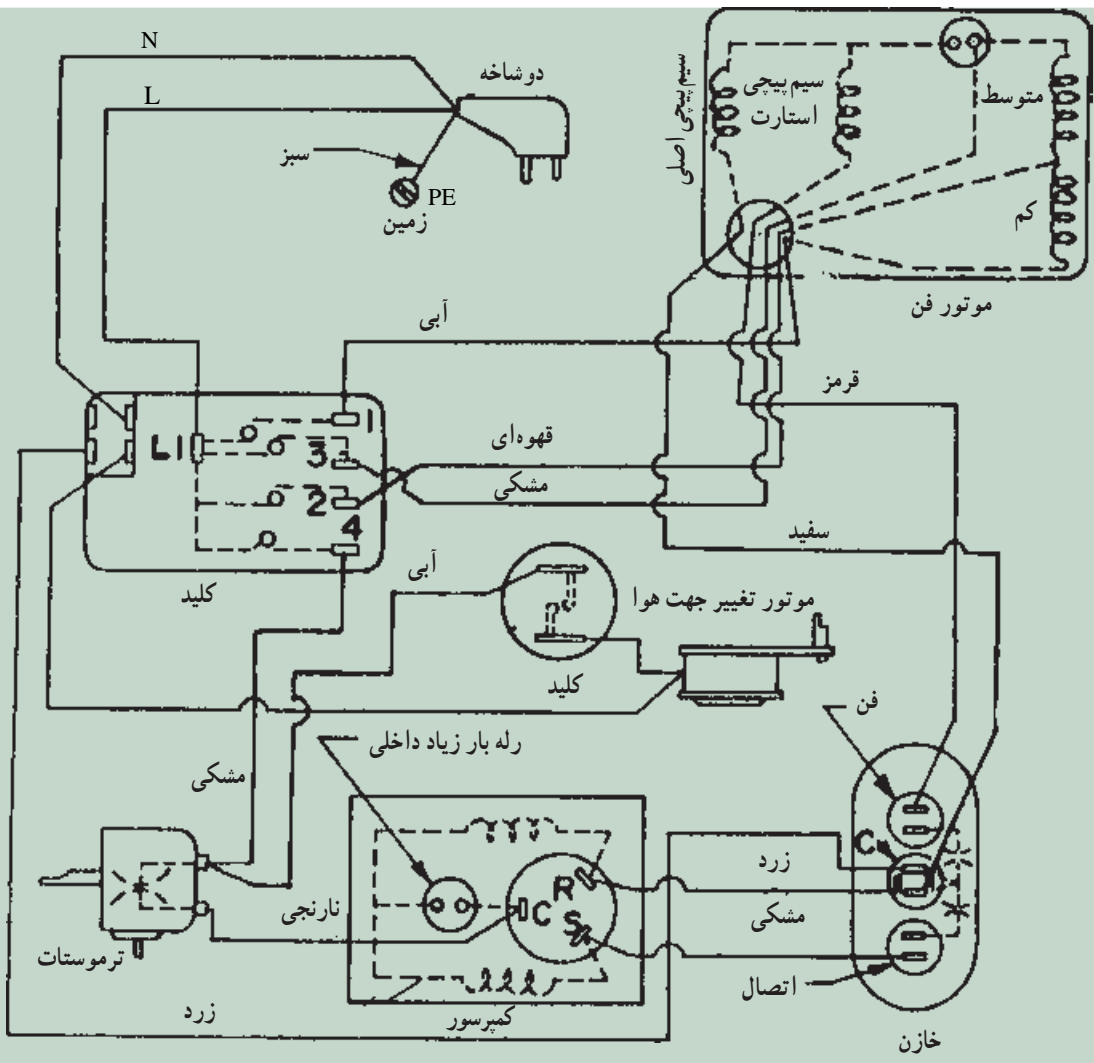 N
دوشاخه
L
سبز
PE
زمین
سیم‌پیچی اصلی
سیم‌پیچی
استارت
متوسط
کم
موتور فن
آبی
قرمز
قهوه‌ای
مشکی
سفید
L1
1
3
2
4
کلید
آبی
موتور تغییر جهت هوا
کلید
فن
رله بار زیاد داخلی
مشکی
C
زرد
R
C
S
نارنجی
مشکی
ترموستات
اتصال
زرد
کمپرسور
خازن